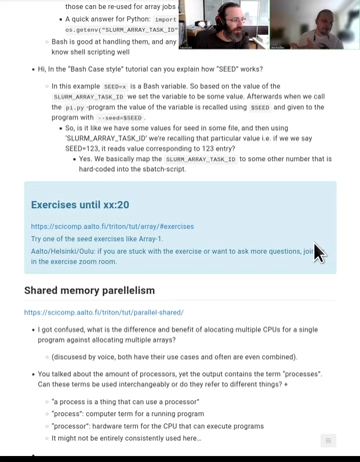 those can be re-used for array jobs
A quick answer for Python: import
os.getenv("SLURM_ARRAY_TASK_ID"
Bash is good at handling them, and any
know shell scripting well
Hi, In the "Bash Case style" tutorial can you explain how "SEED" works?
In this example SEED=x is a Bash variable. So based on the value of the
SLURM_ARRAY_TASK_ID we set the variable to be some value. Afterwards when we call
the pi.py -program the value of the variable is recalled using $SEED and given to the
program with --seed=$SEED .
So, is it like we have some values for seed in some file, and then using
'SLURM_ARRAY_TASK_ID' we're recalling that particular value i.e. if we say
SEED=123, it reads value corresponding to 123 entry?
Yes. We basically map the SLURM_ARRAY_TASK_ID to some other number that is
hard-coded into the sbatch-script.
Exercises until xx:20
https://scicomp.aalto.fi/triton/tut/array/#exercises
Try one of the seed exercises like Array-1.
Aalto/Helsinki/Oulu: if you are stuck with the exercise or want to ask more questions, joi
in the exercise zoom room.
Shared memory parellelism
https://scicomp.aalto.fi/triton/tut/parallel-shared/
I got confused, what is the difference and benefit of alocating multiple CPUs for a single
program against allocating multiple arrays?
(discusesd by voice, both have their use cases and often are even combined).
You talked about the amount of processors, yet the output contains the term "processes".
Can these terms be used interchangeably or do they refer to different things? +
"a process is a thing that can use a processor"
"process": computer term for a running program
"processor": hardware term for the CPU that can execute programs
It might not be entirely consistently used here…